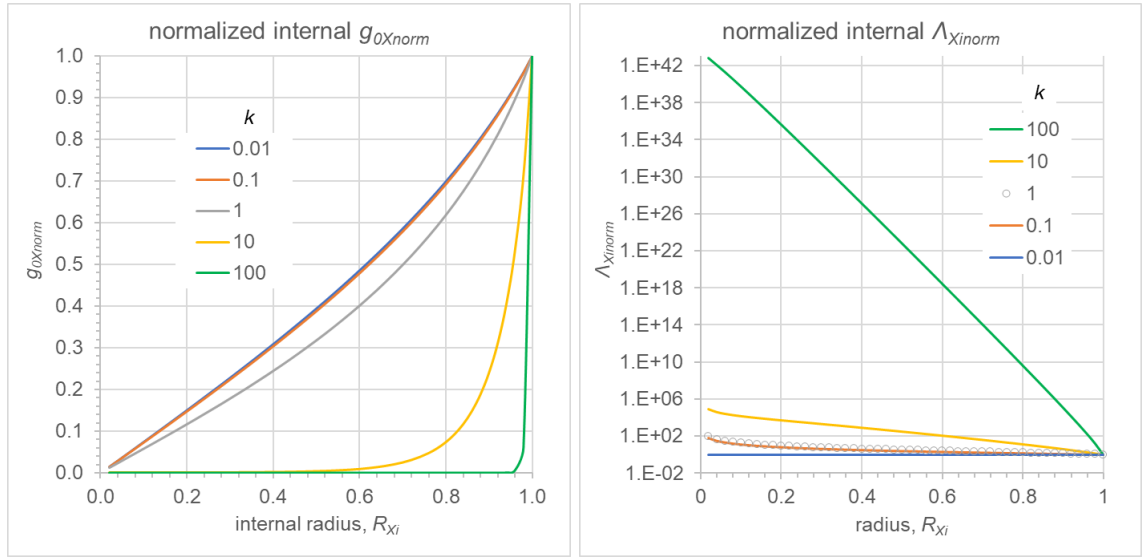 normalized internal g0Xnorm
1.0
0.9
0.8
0.7
0.6
0.5
0.4
0.3
0.2
0.1
0.0
g0Xnorm
k
0.01
0.1
1
10
100
0.0 0.2 0.4 0.6 0.8 1.0
internal radius, RXi
normalized internal ΛXinorm
1.E+42
1.E+38
1.E+34
1.E+30
1.E+26
1.E+22
1.E+18
1.E+14
1.E+10
1.E+06
1.E+02
1.E-02
ΛXinorm
k
100
10
1
0.1
0.01
0 0.2 0.4 0.6 0.8 1
radius, RXi